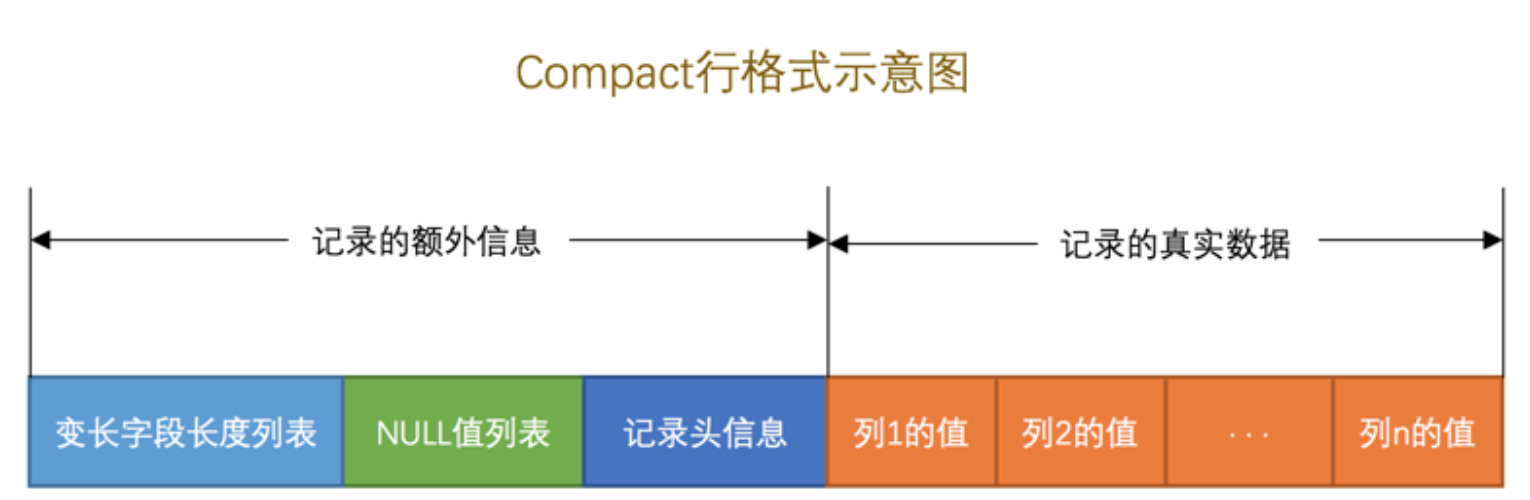 Compact行格式示意图
记录的额外信息 记录的真实数据
变长字段长度列表 NULL值列表 记录头信息 列1的值 列2的值 ··· 列n的值